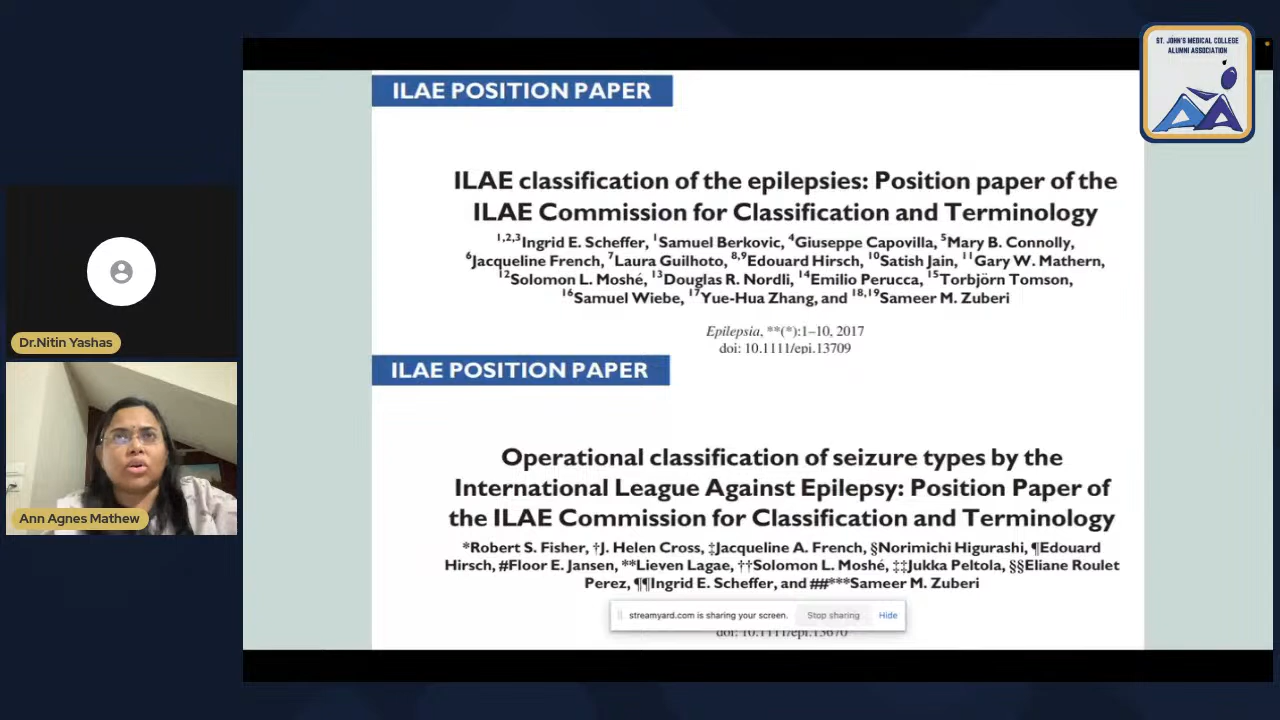 ST. JOHN'S MEDICAL COLLEGE
ALUMNI ASSOCIATION
ILAE POSITION PAPER
ILAE classification of the epilepsies: Position paper of the
ILAE Commission for Classification and Terminology
1,2,3Ingrid E. Scheffer, 1Samuel Berkovic, 4Giuseppe Capovilla, 5Mary B. Connolly,
6Jacqueline French, 7Laura Guilhoto, 8,9Edouard Hirsch, 10Satish Jain, 11Gary W. Mathern,
12Solomon L. Moshé, 13Douglas R. Nordli, 14Emilio Perucca, 15Torbjörn Tomson,
16Samuel Wiebe, 17Yue-Hua Zhang, and 18,19Sameer M. Zuberi
Epilepsia, **(*):1–10, 2017
doi: 10.1111/epi.13709
ILAE POSITION PAPER
Operational classification of seizure types by the
International League Against Epilepsy: Position Paper of
the ILAE Commission for Classification and Terminology
*Robert S. Fisher, †J. Helen Cross, ‡Jacqueline A. French, §Norimichi Higurashi, ¶Edouard
Hirsch, #Floor E. Jansen, **Lieven Lagae, ††Solomon L. Moshé, ‡‡Jukka Peltola, §§Eliane Roulet
Perez, ¶¶Ingrid E. Scheffer, and ##***Sameer M. Zuberi
streamyard.com is sharing your screen.
Stop sharing
Hide
doi: 10.1111/epi.13670
Dr.Nitin Yashas
Ann Agnes Mathew